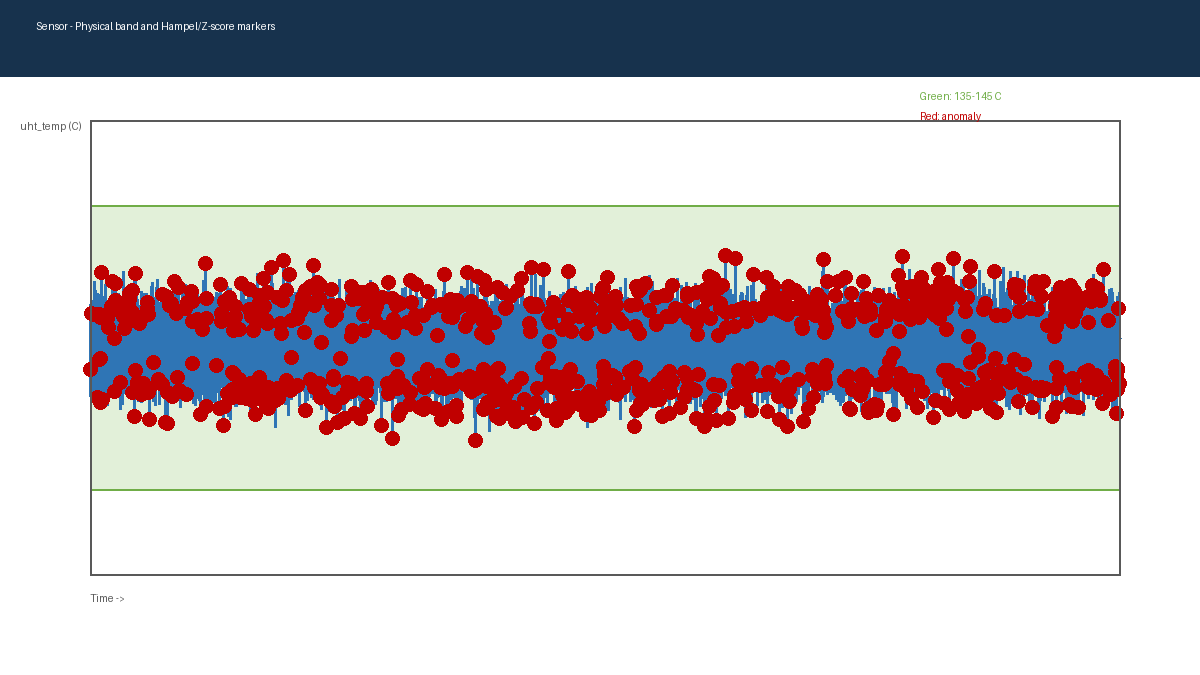 Sensor - Physical band and Hampel/Z-score markers
Green: 135-145 C
Red: anomaly
uht_temp (C)
Time ->